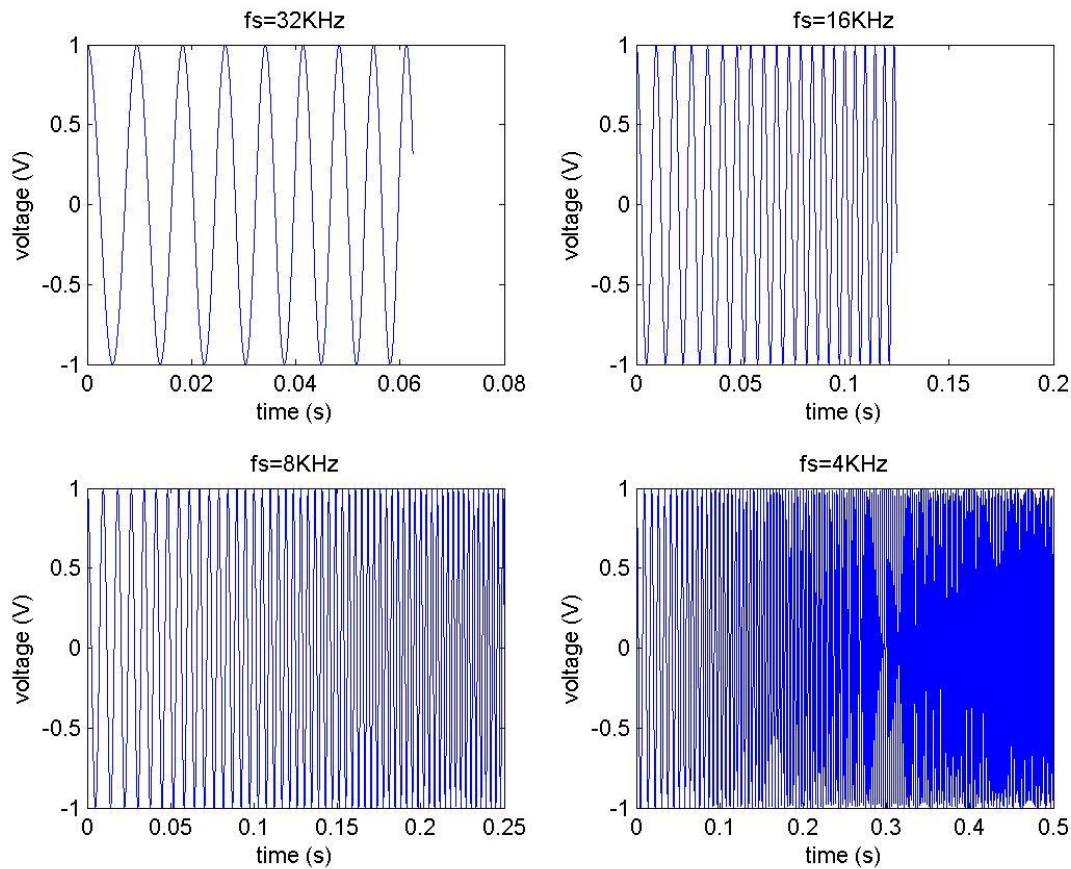 fs=32KHz
1
0.5
0
-0.5
-1
voltage (V)
0 0.02 0.04 0.06 0.08
time (s)
fs=16KHz
1
0.5
0
-0.5
-1
voltage (V)
0 0.05 0.1 0.15 0.2
time (s)
fs=8KHz
1
0.5
0
-0.5
-1
voltage (V)
0 0.05 0.1 0.15 0.2 0.25
time (s)
fs=4KHz
1
0.5
0
-0.5
-1
voltage (V)
0 0.1 0.2 0.3 0.4 0.5
time (s)